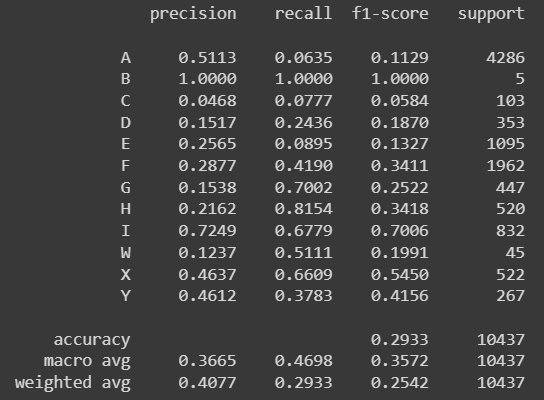 precision recall f1-score support
A 0.5113 0.0635 0.1129 4286
B 1.0000 1.0000 1.0000 5
C 0.0468 0.0777 0.0584 103
D 0.1517 0.2436 0.1870 353
E 0.2565 0.0895 0.1327 1095
F 0.2877 0.4190 0.3411 1962
G 0.1538 0.7002 0.2522 447
H 0.2162 0.8154 0.3418 520
I 0.7249 0.6779 0.7006 832
W 0.1237 0.5111 0.1991 45
X 0.4637 0.6609 0.5450 522
Y 0.4612 0.3783 0.4156 267
accuracy 0.2933 10437
macro avg 0.3665 0.4698 0.3572 10437
weighted avg 0.4077 0.2933 0.2542 10437